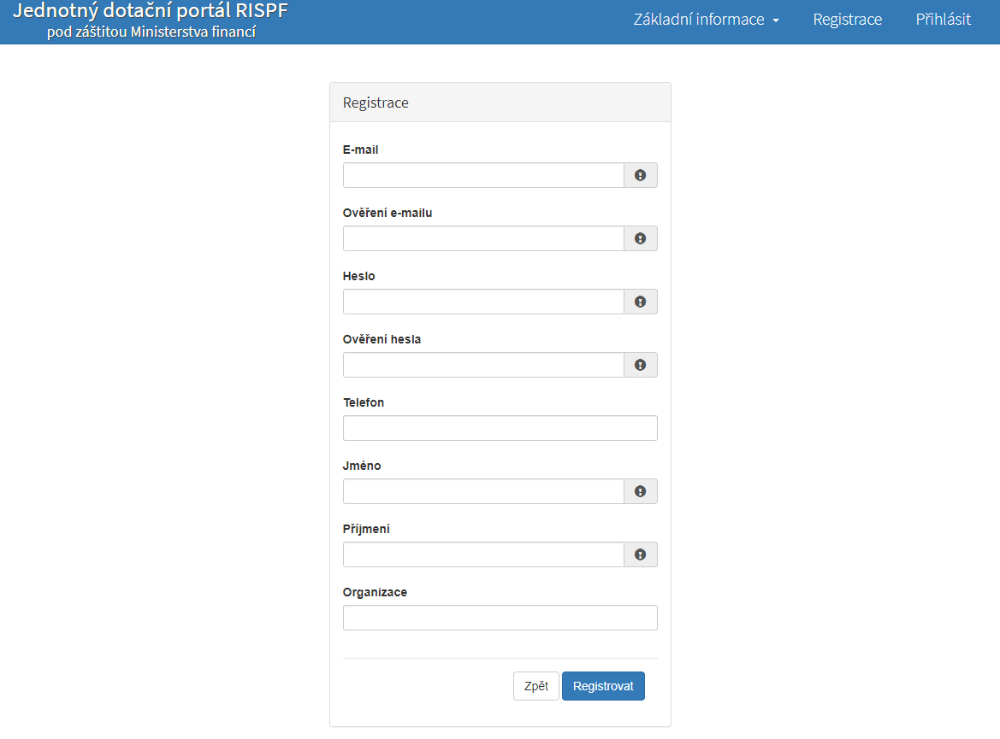 Jednotný dotační portál RISPF
pod záštitou Ministerstva financí
Základní informace
Registrace
Přihlásit
Registrace
E-mail
Ověření e-mailu
Heslo
Ověření hesla
Telefon
Jméno
Příjmení
Organizace
Zpět
Registrovat